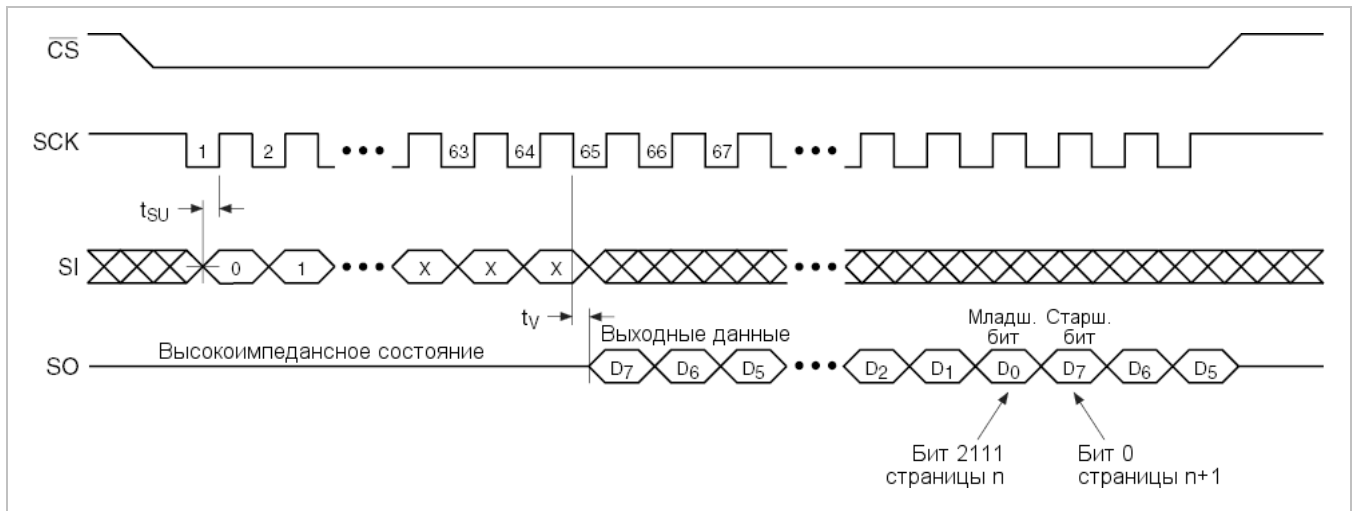 CS
SCK 1 2 ••• 63 64 65 66 67 •••
tSU
SI 0 1 ••• X X X •••
tV
Выходные данные
Младш. Старш.
бит бит
Высокоимпедансное состояние
SO D7 D6 D5 ••• D2 D1 D0 D7 D6 D5
Бит 2111
страницы n
Бит 0
страницы n+1